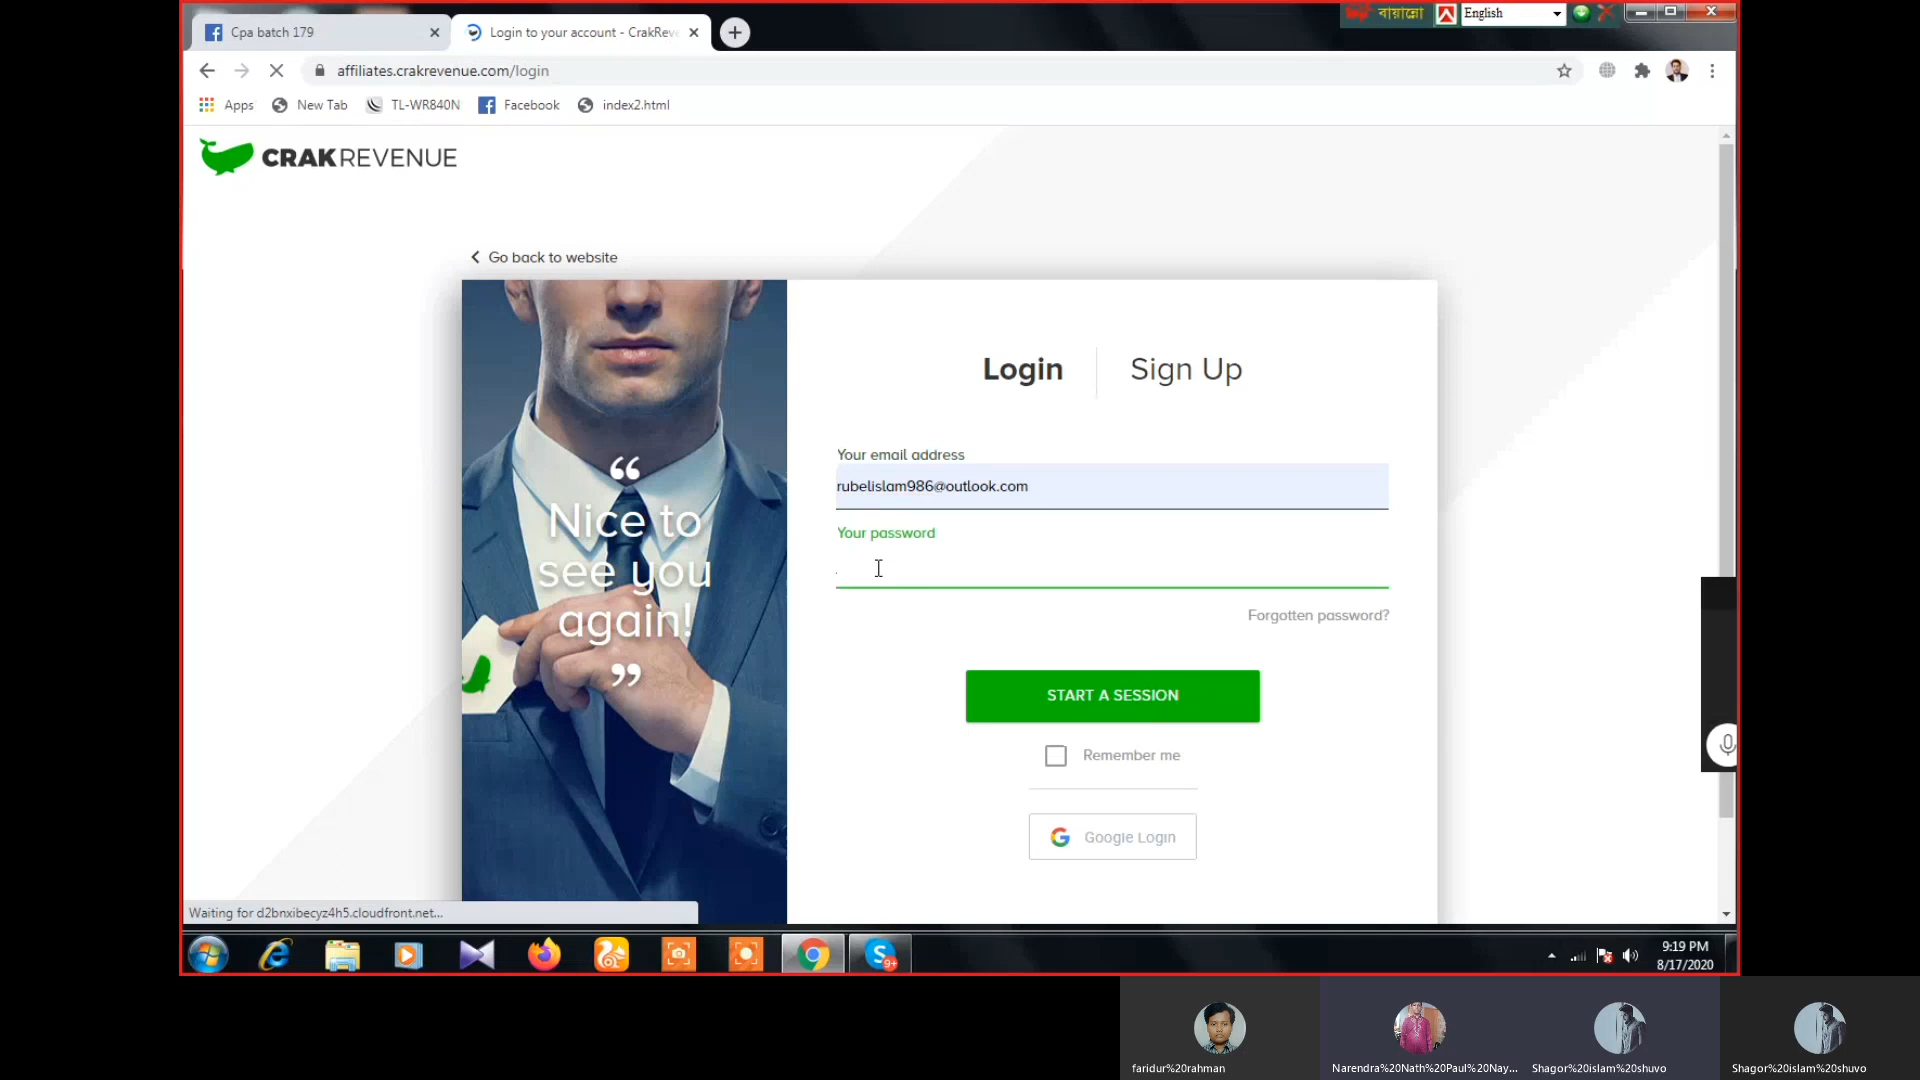 Cpa batch 179
Login to your account - CrakReve
বায়ান্নো
English
affiliates.crakrevenue.com/login
Apps
New Tab
TL-WR840N
Facebook
index2.html
CRAKREVENUE
Go back to website
“
Nice to
see you
again!
”
Login
Sign Up
Your email address
rubelislam986@outlook.com
Your password
Forgotten password?
START A SESSION
Remember me
Google Login
Waiting for d2bnxibecyz4h5.cloudfront.net...
S
9+
9:19 PM
8/17/2020
faridur%20rahman
Narendra%20Nath%20Paul%20Nay...
Shagor%20islam%20shuvo
Shagor%20islam%20shuvo